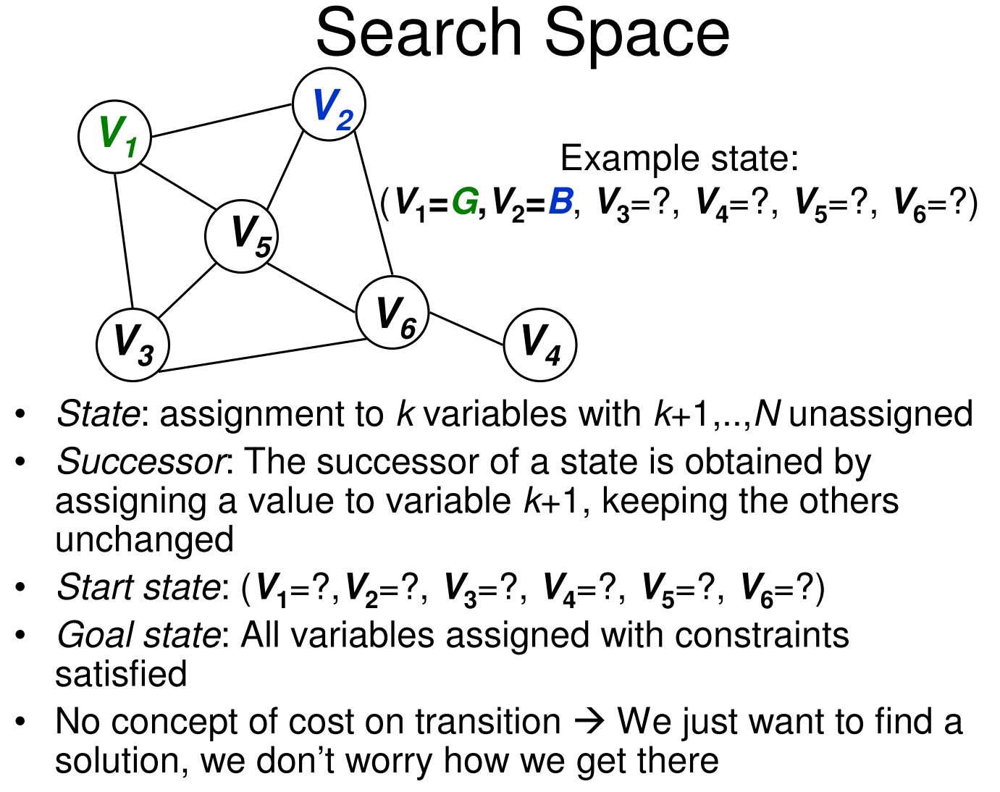 Search Space
V1
V2
V5
V3
V6
V4
Example state:
(V1=G,V2=B, V3=?, V4=?, V5=?, V6=?)
• State: assignment to k variables with k+1,..,N unassigned
• Successor: The successor of a state is obtained by
assigning a value to variable k+1, keeping the others
unchanged
• Start state: (V1=?,V2=?, V3=?, V4=?, V5=?, V6=?)
• Goal state: All variables assigned with constraints
satisfied
• No concept of cost on transition → We just want to find a
solution, we don’t worry how we get there